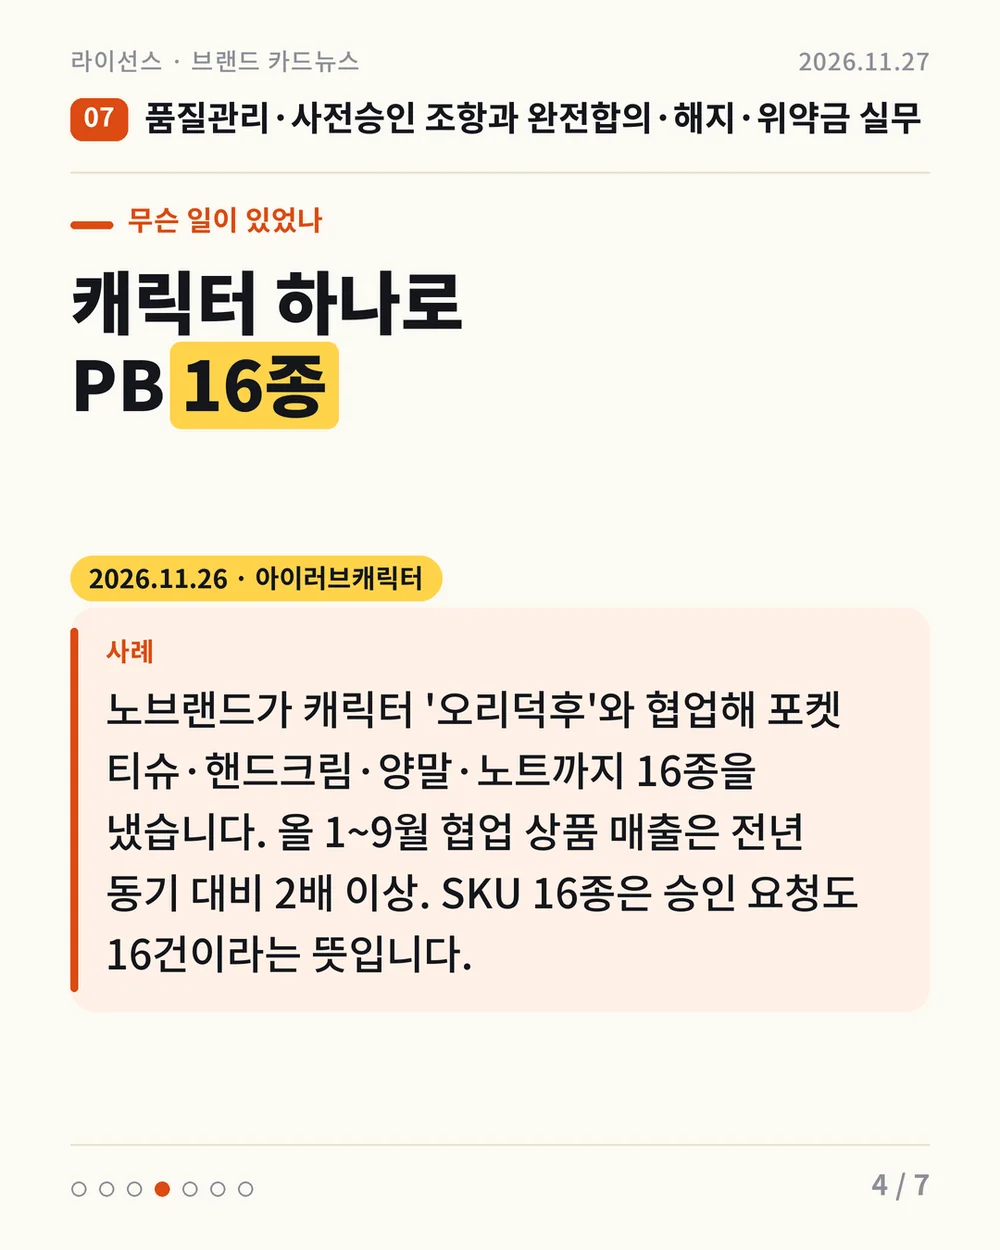 라이선스 · 브랜드 카드뉴스
2026.11.27
07 품질관리·사전승인 조항과 완전합의·해지·위약금 실무
무슨 일이 있었나
캐릭터 하나로
PB 16종
2026.11.26 · 아이러브캐릭터
사례
노브랜드가 캐릭터 '오리덕후'와 협업해 포켓
티슈·핸드크림·양말·노트까지 16종을
냈습니다. 올 1~9월 협업 상품 매출은 전년
동기 대비 2배 이상. SKU 16종은 승인 요청도
16건이라는 뜻입니다.
4 / 7